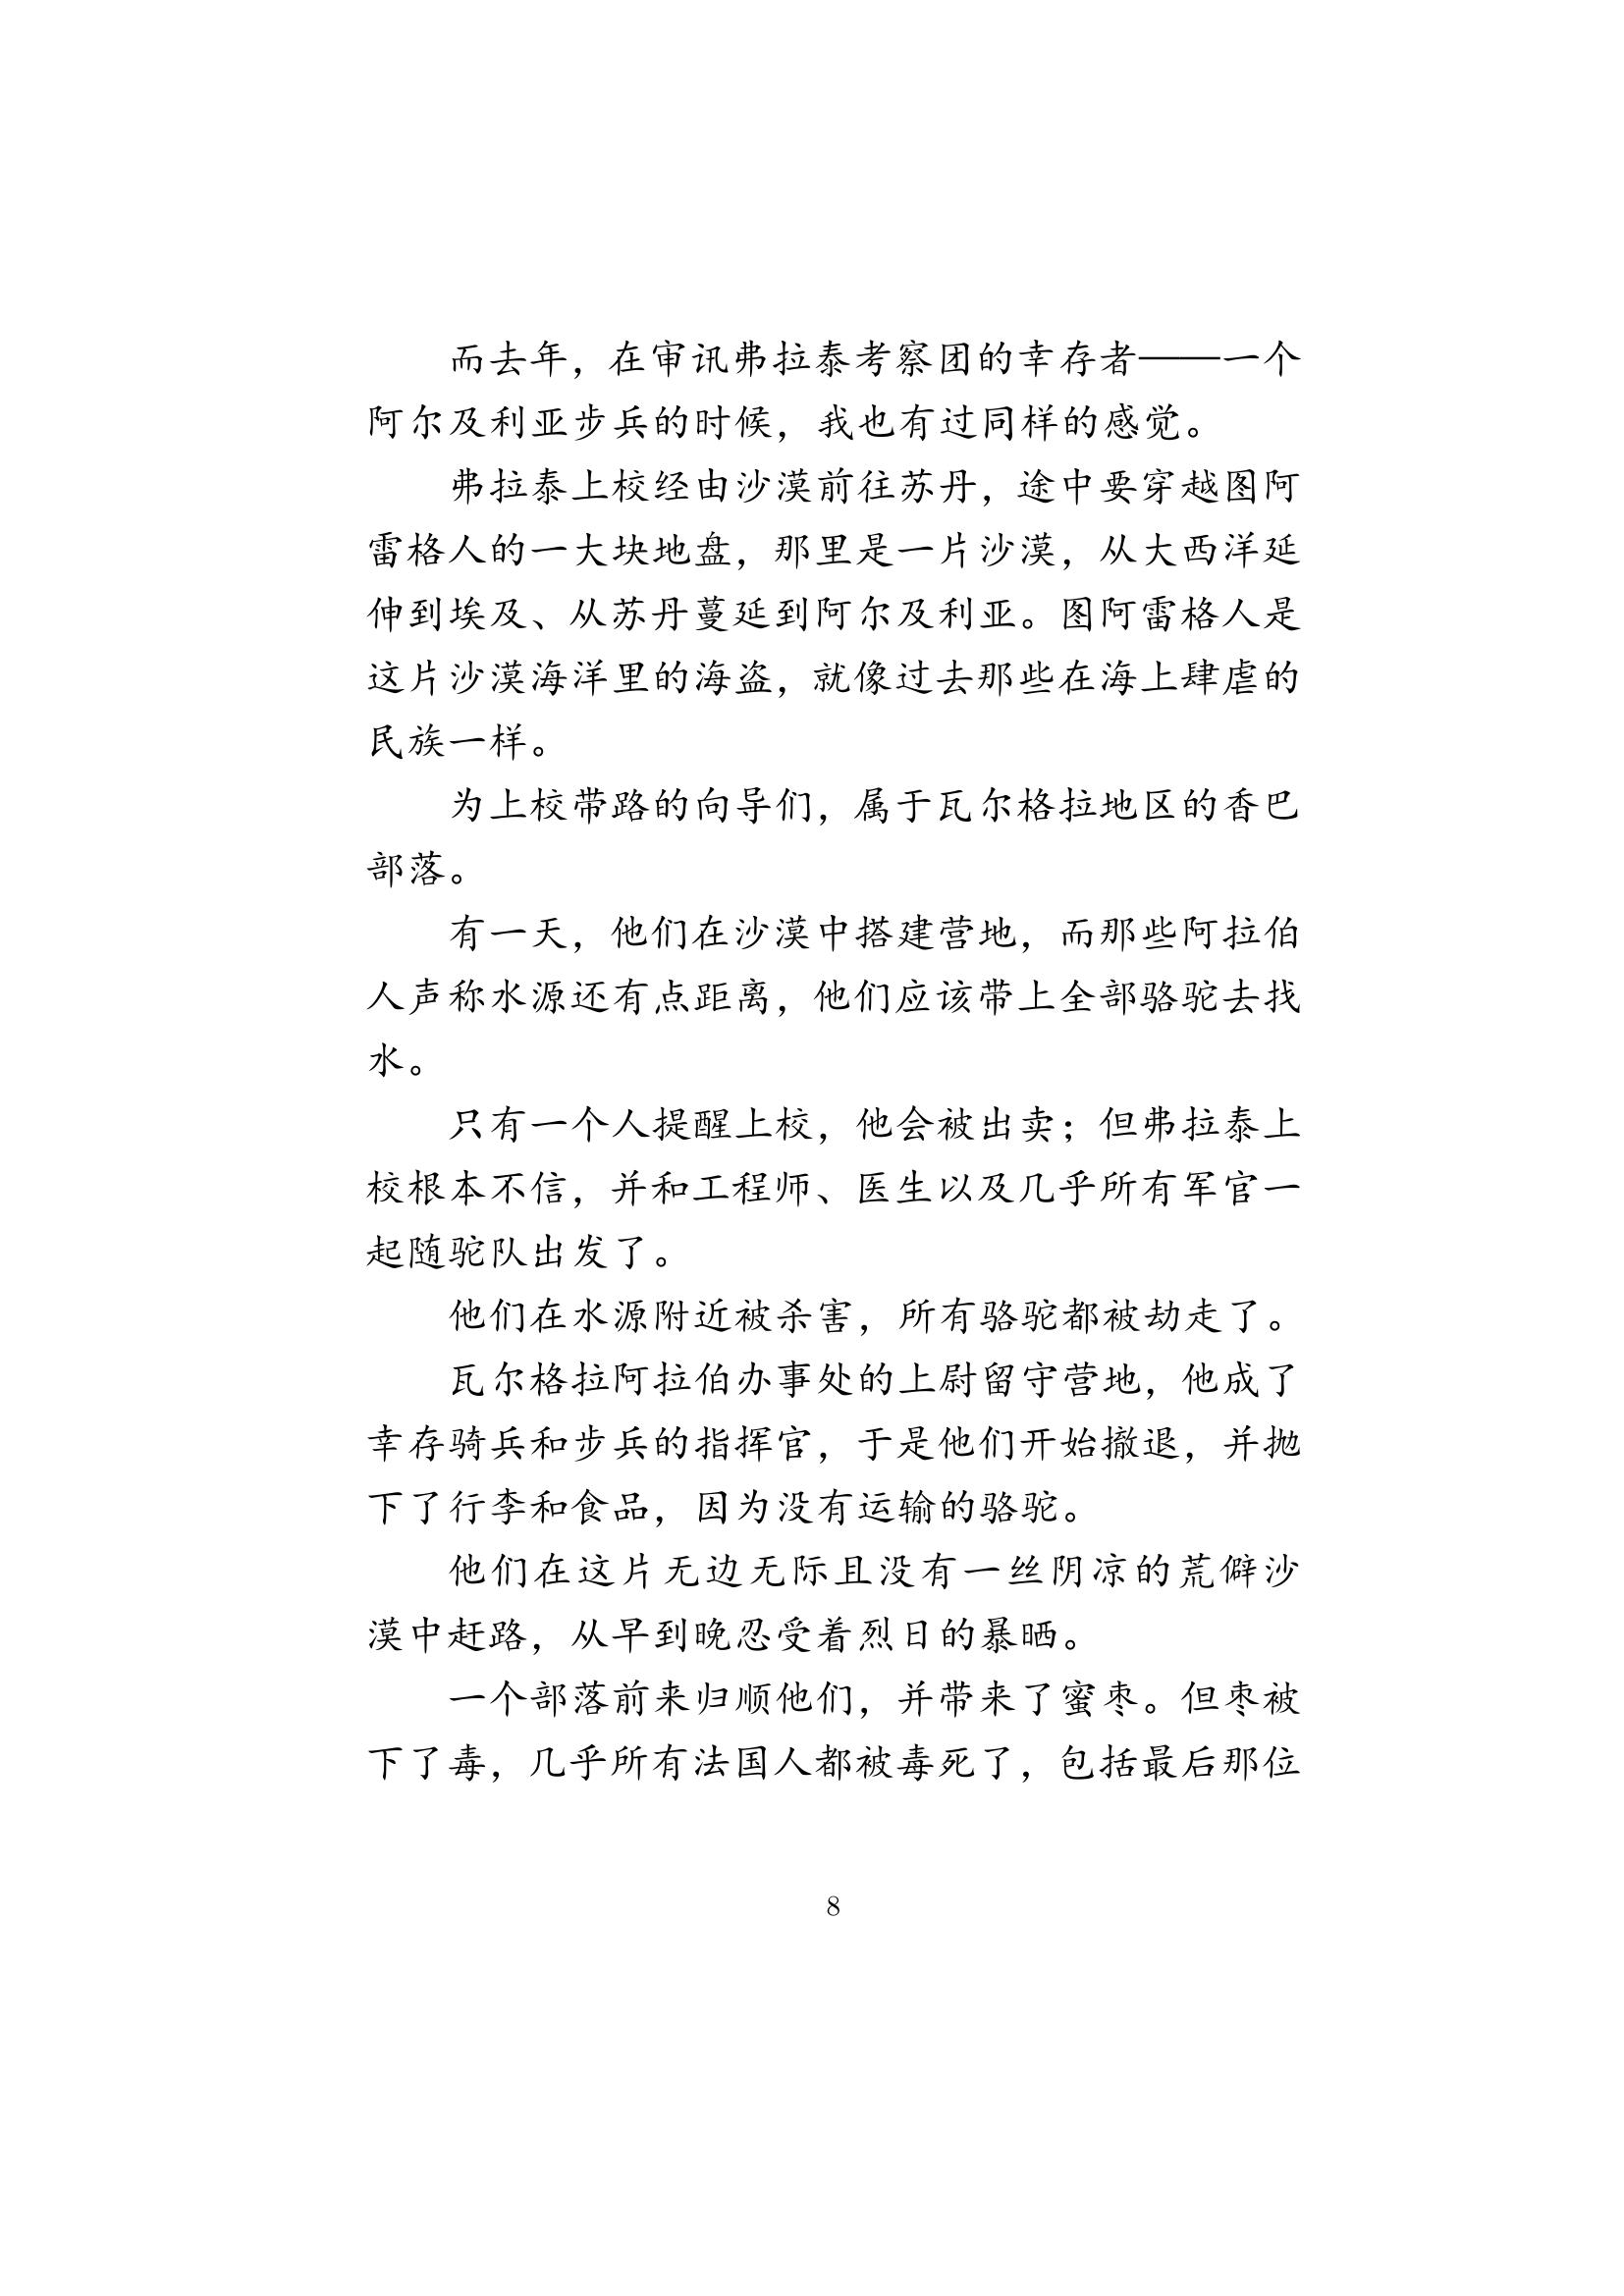 而去年，在审讯弗拉泰考察团的幸存者——一个
阿尔及利亚步兵的时候，我也有过同样的感觉。
弗拉泰上校经由沙漠前往苏丹，途中要穿越图阿
雷格人的一大块地盘，那里是一片沙漠，从大西洋延
伸到埃及、从苏丹蔓延到阿尔及利亚。图阿雷格人是
这片沙漠海洋里的海盗，就像过去那些在海上肆虐的
民族一样。
为上校带路的向导们，属于瓦尔格拉地区的香巴
部落。
有一天，他们在沙漠中搭建营地，而那些阿拉伯
人声称水源还有点距离，他们应该带上全部骆驼去找
水。
只有一个人提醒上校，他会被出卖；但弗拉泰上
校根本不信，并和工程师、医生以及几乎所有军官一
起随驼队出发了。
他们在水源附近被杀害，所有骆驼都被劫走了。
瓦尔格拉阿拉伯办事处的上尉留守营地，他成了
幸存骑兵和步兵的指挥官，于是他们开始撤退，并抛
下了行李和食品，因为没有运输的骆驼。
他们在这片无边无际且没有一丝阴凉的荒僻沙
漠中赶路，从早到晚忍受着烈日的暴晒。
一个部落前来归顺他们，并带来了蜜枣。但枣被
下了毒，几乎所有法国人都被毒死了，包括最后那位
8